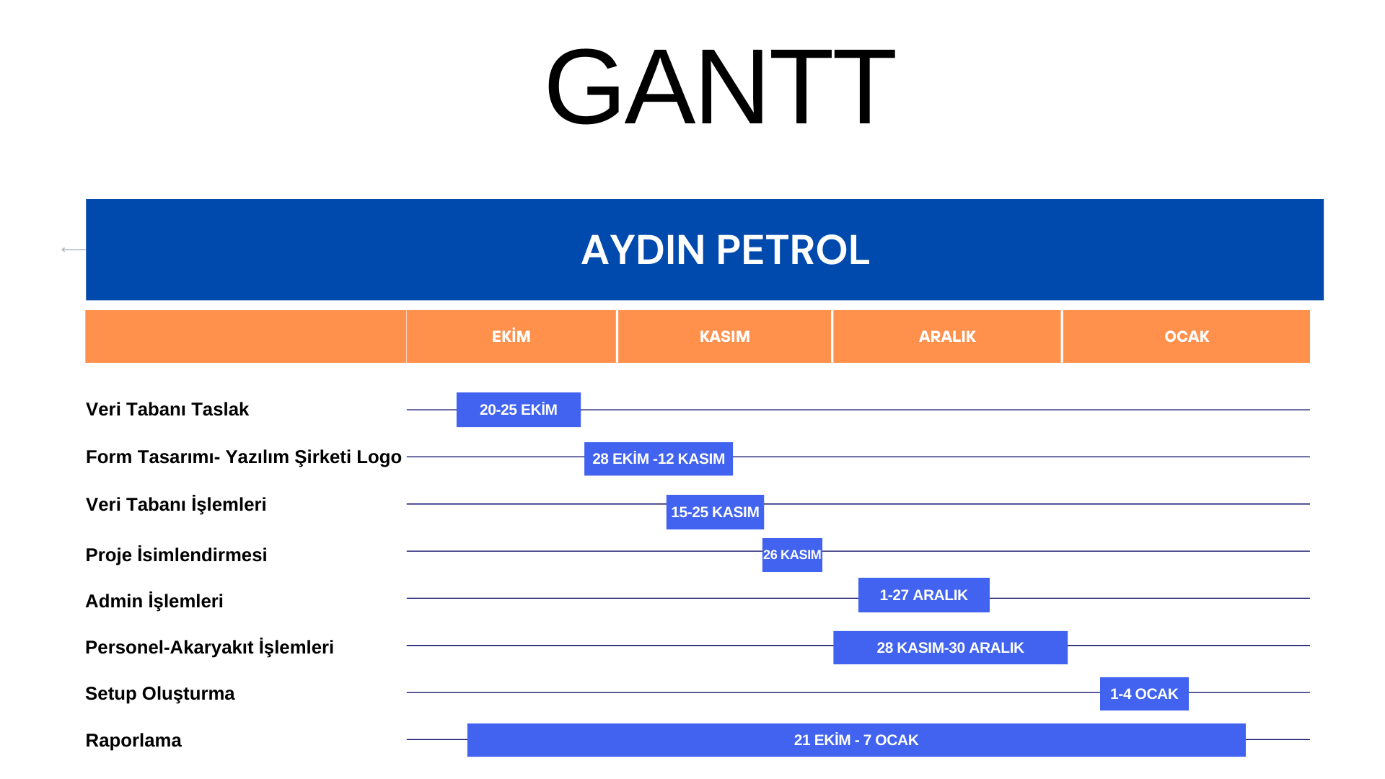 GANTT
AYDIN PETROL
EKİM KASIM ARALIK OCAK
Veri Tabanı Taslak 20-25 EKİM
Form Tasarımı- Yazılım Şirketi Logo 28 EKİM -12 KASIM
Veri Tabanı İşlemleri 15-25 KASIM
Proje İsimlendirmesi 26 KASIM
Admin İşlemleri 1-27 ARALIK
Personel-Akaryakıt İşlemleri 28 KASIM-30 ARALIK
Setup Oluşturma 1-4 OCAK
Raporlama 21 EKİM - 7 OCAK